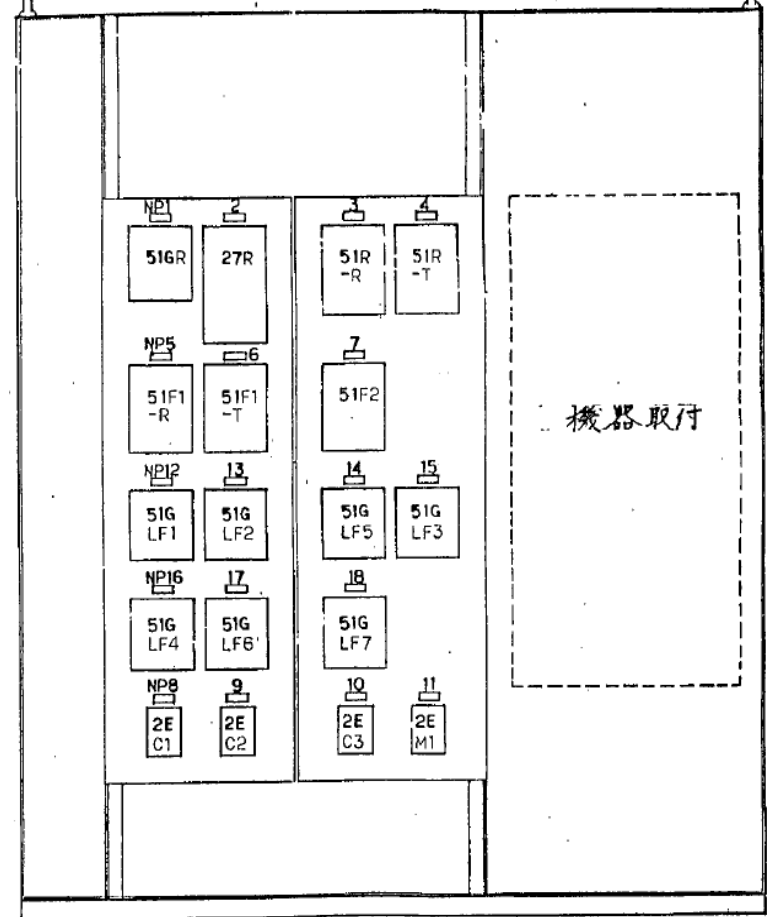 NP1 2 3 4
51GR 27R 51R
-R 51R
-T
NP5 6 7
51F1
-R 51F1
-T 51F2
機器取付
NP12 13 14 15
51G
LF1 51G
LF2 51G
LF5 51G
LF3
NP16 17 18
51G
LF4 51G
LF6 51G
LF7
NP8 9 10 11
2E
C1 2E
C2 2E
C3 2E
M1